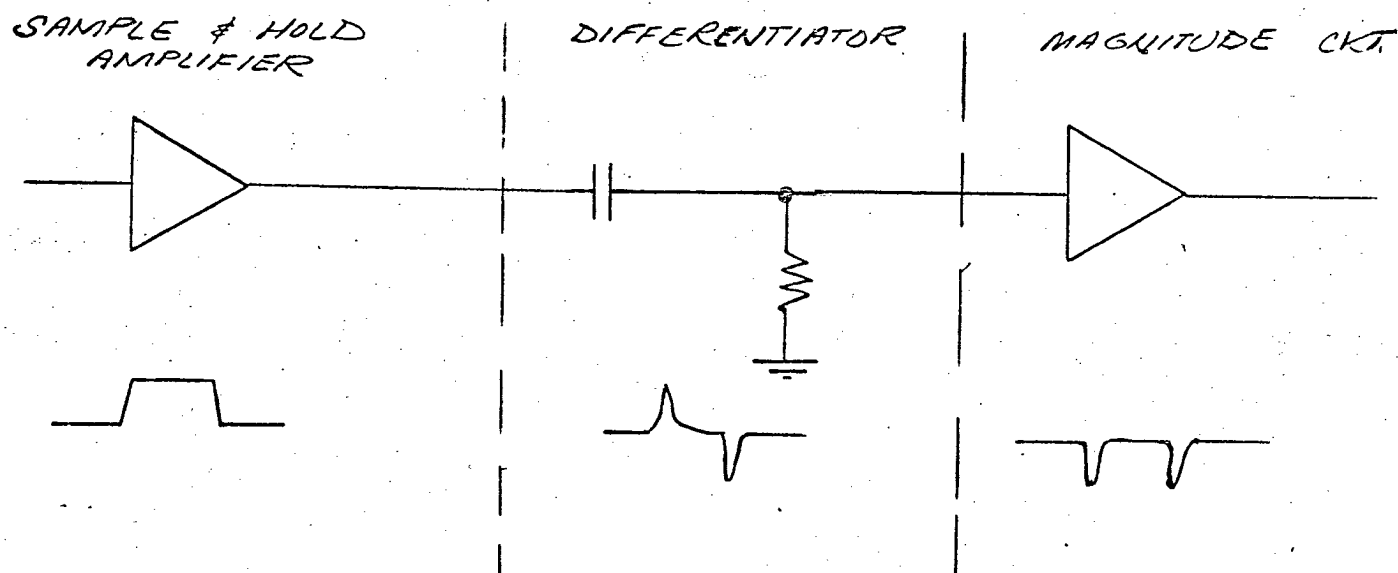 SAMPLE & HOLD
AMPLIFIER
DIFFERENTIATOR
MAGNITUDE CKT.